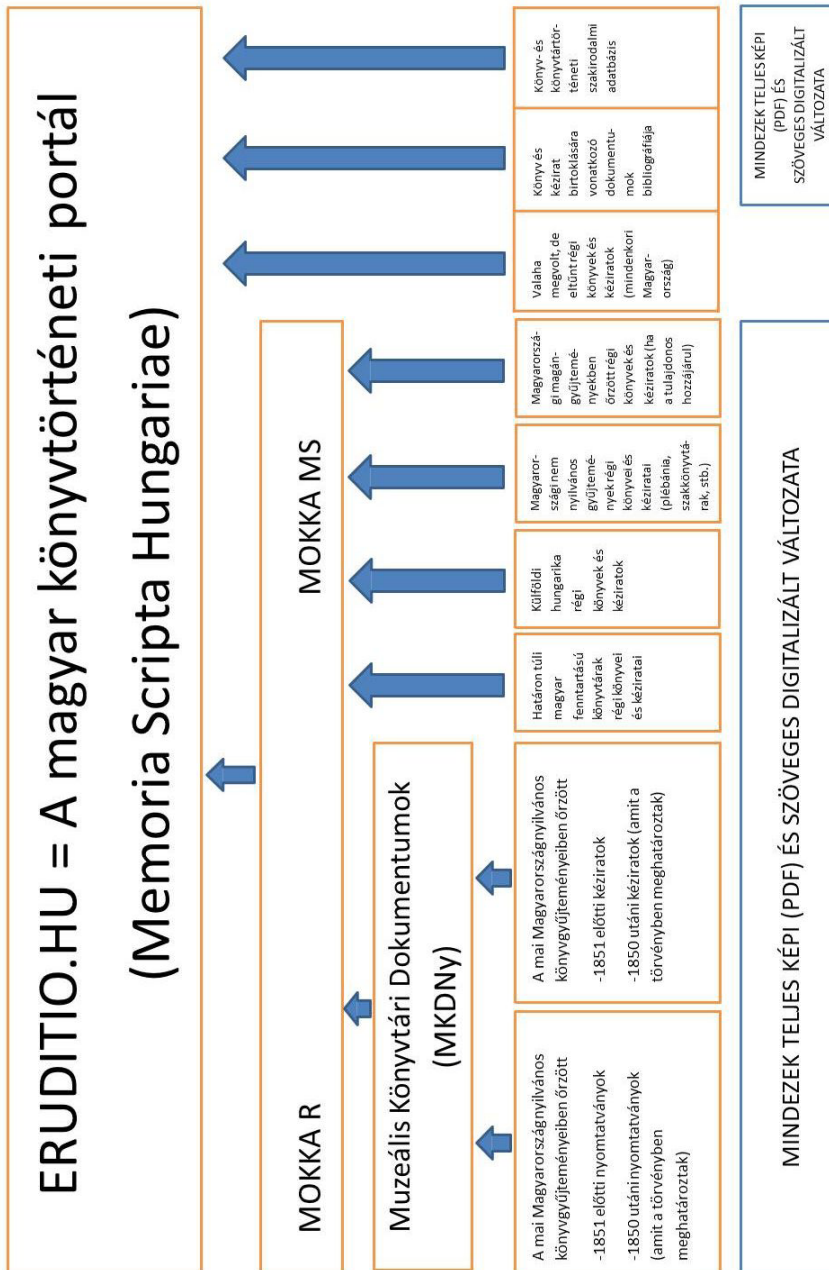 ERUDITIO.HU = A magyar könyvtörténeti portál
(Memoria Scripta Hungariae)
MOKKA R
MOKKA MS
Muzeális Könyvtári Dokumentumok
(MKDNy)
A mai Magyarországnyilvános
könyvgyűjteményeiben őrzött
-1851 előtti nyomtatványok
-1850 utáni nyomtatványok
(amit a törvényben
meghatároztak)
A mai Magyarországnyilvános
könyvgyűjteményeiben őrzött
-1851 előtti kéziratok
-1850 utáni kéziratok (amit a
törvényben meghatároztak)
Határon túli
magyar
fenntartású
könyvtárak
régi könyvei
és kéziratai
Külföldi
hungarika
régi
könyvek és
kéziratok
Magyaror-
szági nem
nyilvános
gyűjtemé-
nyek régi
könyvei és
kéziratai
(plébánia,
szakkönyvtá-
rak, stb.)
Magyarorszá-
gi magán-
gyűjtemé-
nyekben
őrzött régi
könyvek és
kéziratok (ha
a tulajdonos
hozzájárul)
Valaha
megvolt, de
eltűnt régi
könyvek és
kéziratok
(mindenkori
Magyar-
ország)
Könyv és
kézirat
birtoklására
vonatkozó
dokumentu-
mok
bibliográfiája
Könyv- és
könyvtártör-
téneti
szakirodalmi
adatbázis
MINDEZEK TELJES KÉPI (PDF) ÉS SZÖVEGES DIGITALIZÁLT VÁLTOZATA
MINDEZEK TELJES KÉPI
(PDF) ÉS
SZÖVEGES DIGITALIZÁLT
VÁLTOZATA